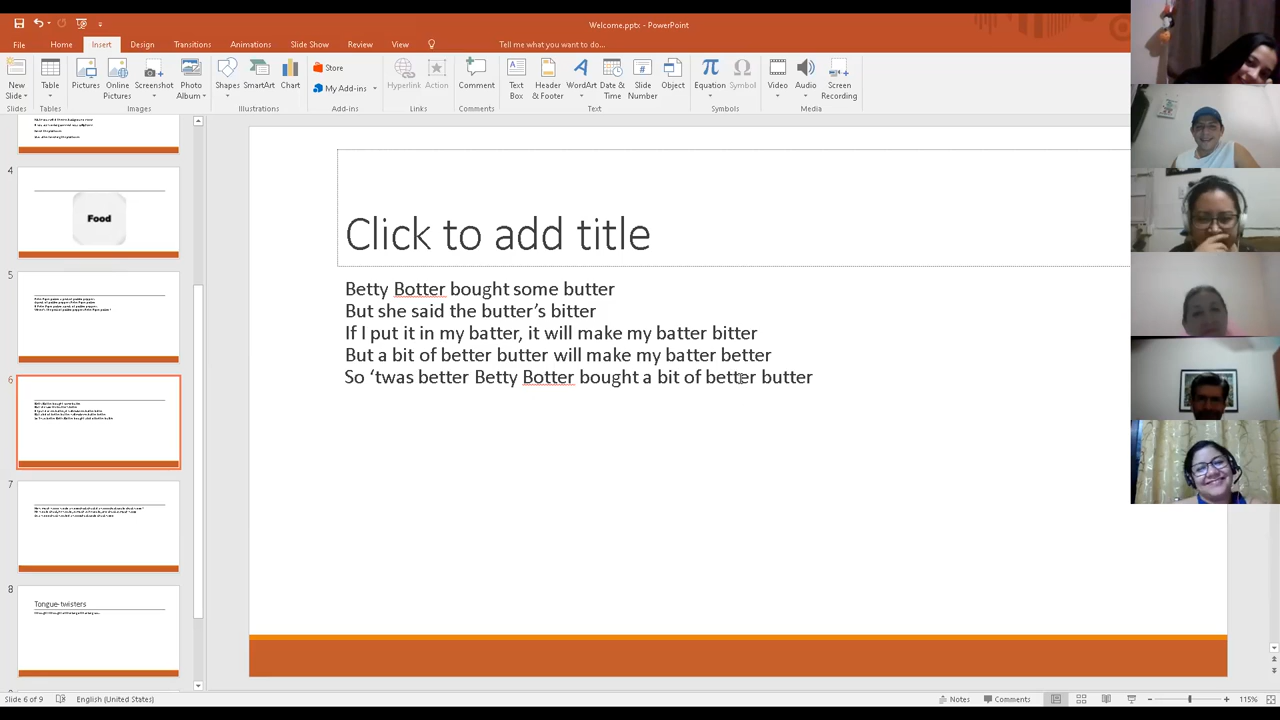 Welcome.pptx - PowerPoint
File Home Insert Design Transitions Animations Slide Show Review View Tell me what you want to do...
New Slide Table Pictures Online Pictures Screenshot Photo Album Shapes SmartArt Chart Store My Add-ins Hyperlink Action Comment Text Box Header & Footer WordArt Date & Time Slide Number Object Equation Symbol Video Audio Screen Recording
Slides Tables Images Illustrations Add-ins Links Comments Text Symbols Media
4
Food
5
6
7
8
Tongue-twisters
Click to add title
Betty Botter bought some butter
But she said the butter’s bitter
If I put it in my batter, it will make my batter bitter
But a bit of better butter will make my batter better
So ‘twas better Betty Botter bought a bit of better butter
Slide 6 of 9 English (United States) Notes Comments 115%